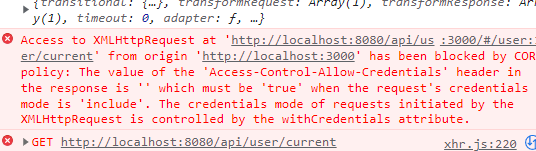 {transitional: {…}, transformRequest: Array(1), transformResponse: Ar
y(1), timeout: 0, adapter: ƒ, …}
Access to XMLHttpRequest at 'http://localhost:8080/api/us :3000/#/user:
er/current' from origin 'http://localhost:3000' has been blocked by COR
policy: The value of the 'Access-Control-Allow-Credentials' header in
the response is '' which must be 'true' when the request's credentials
mode is 'include'. The credentials mode of requests initiated by the
XMLHttpRequest is controlled by the withCredentials attribute.
GET http://localhost:8080/api/user/current xhr.js:220